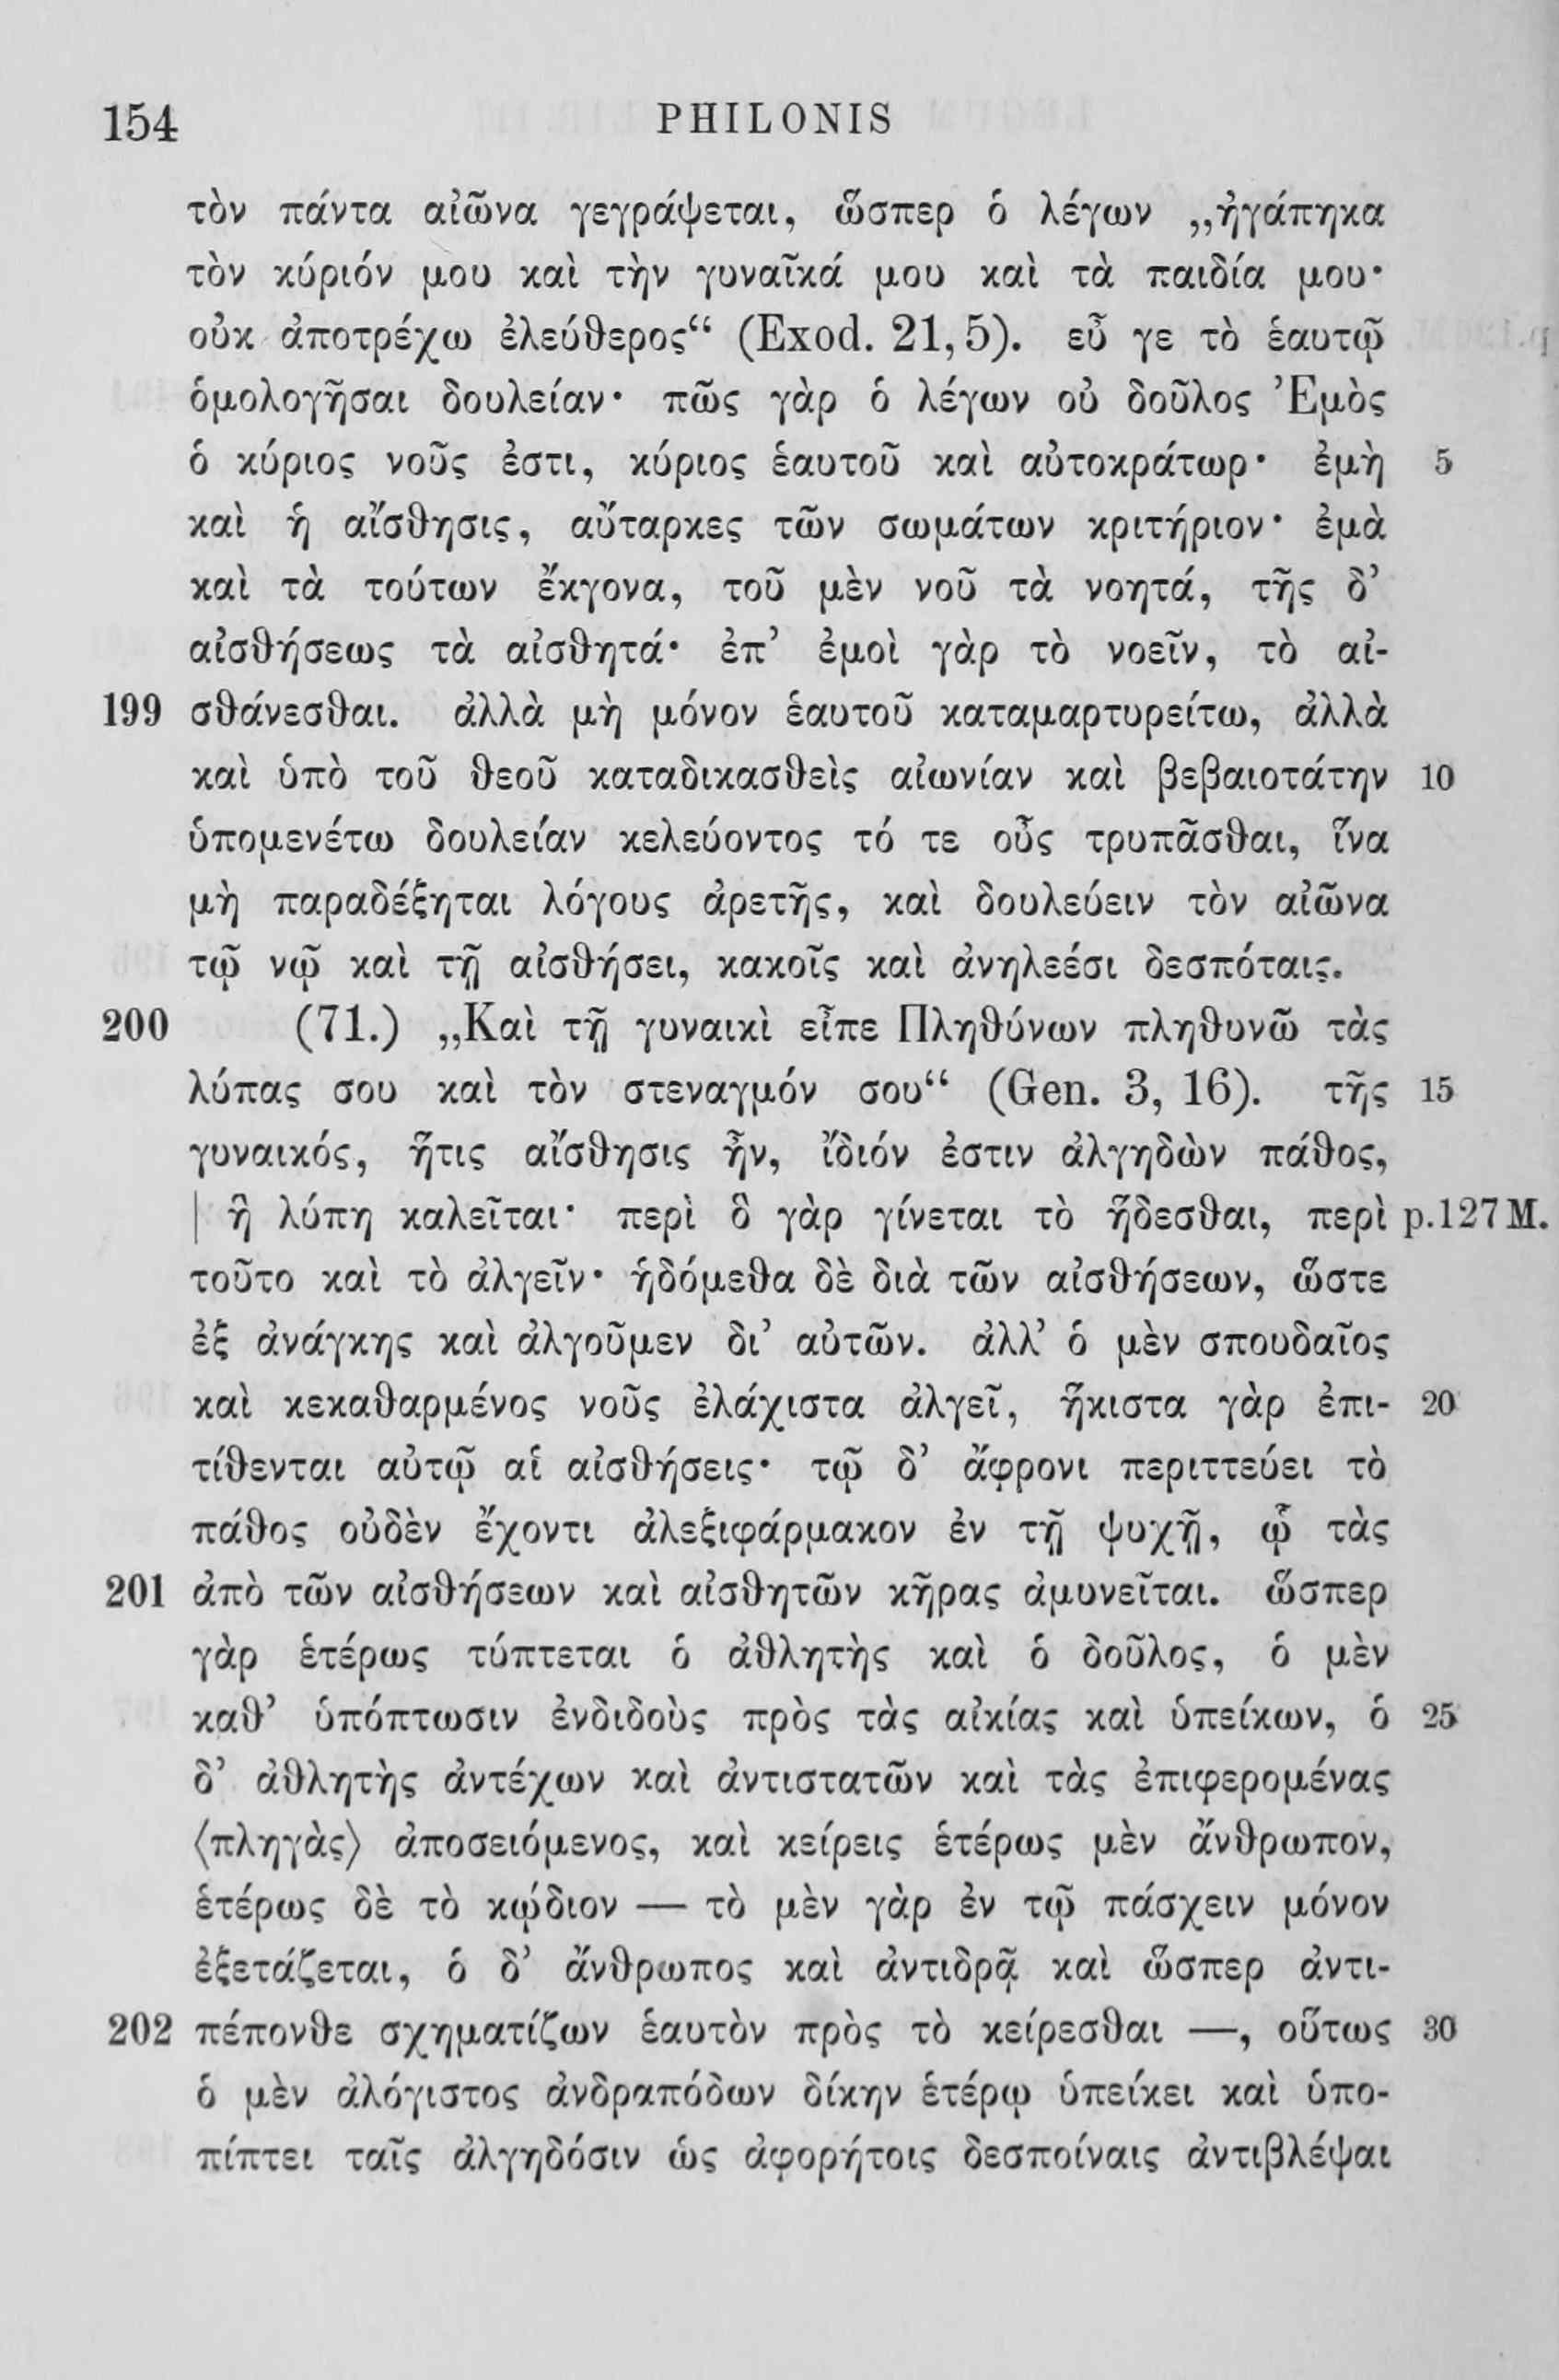 154 PHILONIS
τὸν πάντα αἰῶνα γεγράψεται, ὥσπερ ὁ λέγων „ἠγάπηκα
τὸν κύριόν μου καὶ τὴν γυναῖκά μου καὶ τὰ παιδία μου·
οὐκ ἀποτρέχω ἐλεύθερος“ (Exod. 21, 5). εὖ γε τὸ ἑαυτῷ
ὁμολογῆσαι δουλείαν· πῶς γὰρ ὁ λέγων οὐ δοῦλος Ἐμὸς
ὁ κύριος νοῦς ἐστι, κύριος ἑαυτοῦ καὶ αὐτοκράτωρ· ἐμὴ 5
καὶ ἡ αἴσθησις, αὔταρκες τῶν σωμάτων κριτήριον· ἐμὰ
καὶ τὰ τούτων ἔκγονα, τοῦ μὲν νοῦ τὰ νοητά, τῆς δ’
αἰσθήσεως τὰ αἰσθητά· ἐπ’ ἐμοὶ γὰρ τὸ νοεῖν, τὸ αἰ-
199 σθάνεσθαι. ἀλλὰ μὴ μόνον ἑαυτοῦ καταμαρτυρείτω, ἀλλὰ
καὶ ὑπὸ τοῦ θεοῦ καταδικασθεὶς αἰωνίαν καὶ βεβαιοτάτην 10
ὑπομενέτω δουλείαν κελεύοντος τό τε οὖς τρυπᾶσθαι, ἵνα
μὴ παραδέξηται λόγους ἀρετῆς, καὶ δουλεύειν τὸν αἰῶνα
τῷ νῷ καὶ τῇ αἰσθήσει, κακοῖς καὶ ἀνηλεέσι δεσπόταις.
200 (71.) „Καὶ τῇ γυναικὶ εἶπε Πληθύνων πληθυνῶ τὰς
λύπας σου καὶ τὸν στεναγμόν σου“ (Gen. 3, 16). τῆς 15
γυναικός, ἥτις αἴσθησις ἦν, ἴδιόν ἐστιν ἀλγηδὼν πάθος,
| ἣ λύπη καλεῖται· περὶ ὃ γὰρ γίνεται τὸ ἥδεσθαι, περὶ p.127 M.
τοῦτο καὶ τὸ ἀλγεῖν· ἡδόμεθα δὲ διὰ τῶν αἰσθήσεων, ὥστε
ἐξ ἀνάγκης καὶ ἀλγοῦμεν δι’ αὐτῶν. ἀλλ’ ὁ μὲν σπουδαῖος
καὶ κεκαθαρμένος νοῦς ἐλάχιστα ἀλγεῖ, ἥκιστα γὰρ ἐπι- 20
τίθενται αὐτῷ αἱ αἰσθήσεις· τῷ δ’ ἄφρονι περιττεύει τὸ
πάθος οὐδὲν ἔχοντι ἀλεξιφάρμακον ἐν τῇ ψυχῇ, ᾧ τὰς
201 ἀπὸ τῶν αἰσθήσεων καὶ αἰσθητῶν κῆρας ἀμυνεῖται. ὥσπερ
γὰρ ἑτέρως τύπτεται ὁ ἀθλητὴς καὶ ὁ δοῦλος, ὁ μὲν
καθ’ ὑπόπτωσιν ἐνδιδοὺς πρὸς τὰς αἰκίας καὶ ὑπείκων, ὁ 25
δ’ ἀθλητὴς ἀντέχων καὶ ἀντιστατῶν καὶ τὰς ἐπιφερομένας
⟨πληγὰς⟩ ἀποσειόμενος, καὶ κείρεις ἑτέρως μὲν ἄνθρωπον,
ἑτέρως δὲ τὸ κῴδιον — τὸ μὲν γὰρ ἐν τῷ πάσχειν μόνον
ἐξετάζεται, ὁ δ’ ἄνθρωπος καὶ ἀντιδρᾷ καὶ ὥσπερ ἀντι-
202 πέπονθε σχηματίζων ἑαυτὸν πρὸς τὸ κείρεσθαι —, οὕτως 30
ὁ μὲν ἀλόγιστος ἀνδραπόδων δίκην ἑτέρῳ ὑπείκει καὶ ὑπο-
πίπτει ταῖς ἀλγηδόσιν ὡς ἀφορήτοις δεσποίναις ἀντιβλέψαι